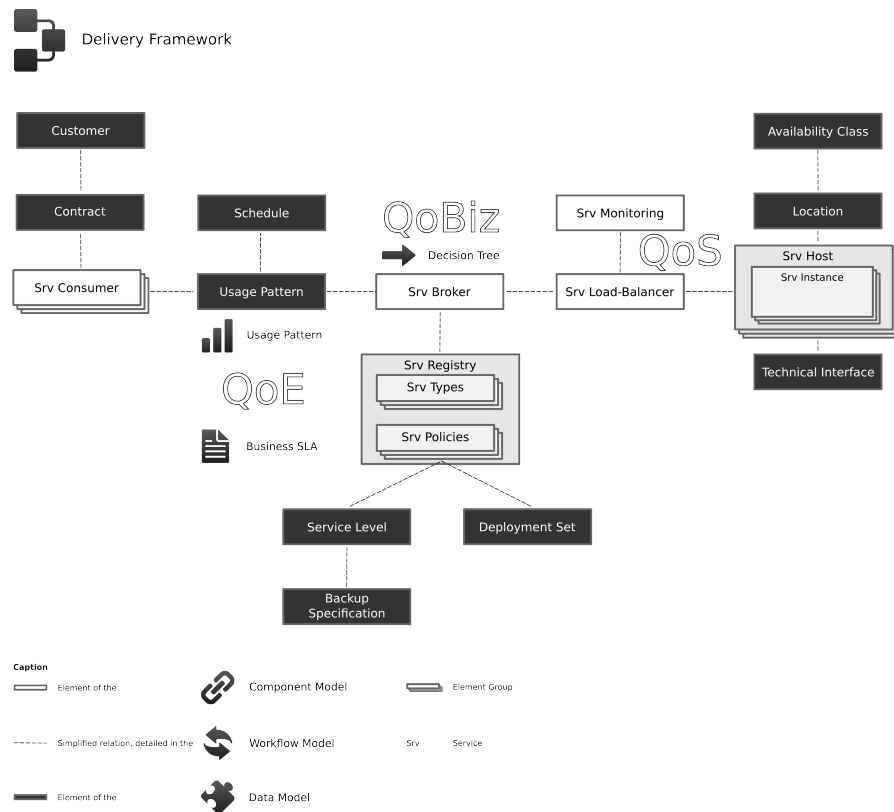 Delivery Framework
Customer
Availability Class
Contract
Schedule
QoBiz
Srv Monitoring
Location
QoS
Decision Tree
Srv Host
Srv Instance
Srv Consumer
Usage Pattern
Srv Broker
Srv Load-Balancer
Usage Pattern
Srv Registry
Technical Interface
Srv Types
QoE
Srv Policies
Business SLA
Service Level
Deployment Set
Backup
Specification
Caption
Element of the
Component Model
Element Group
Simplified relation, detailed in the
Workflow Model
Srv
Service
Element of the
Data Model